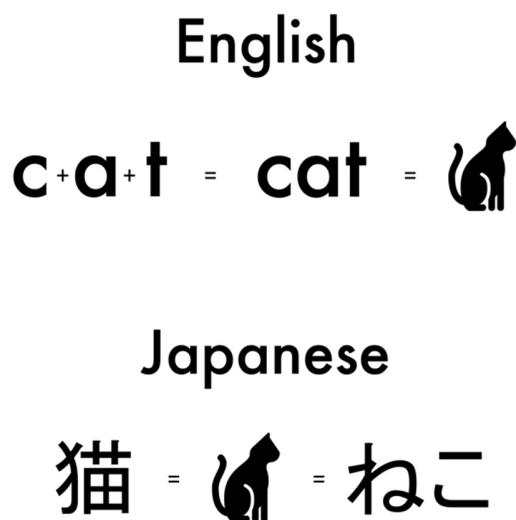 English
c + a + t = cat =
Japanese
猫 = = ねこ